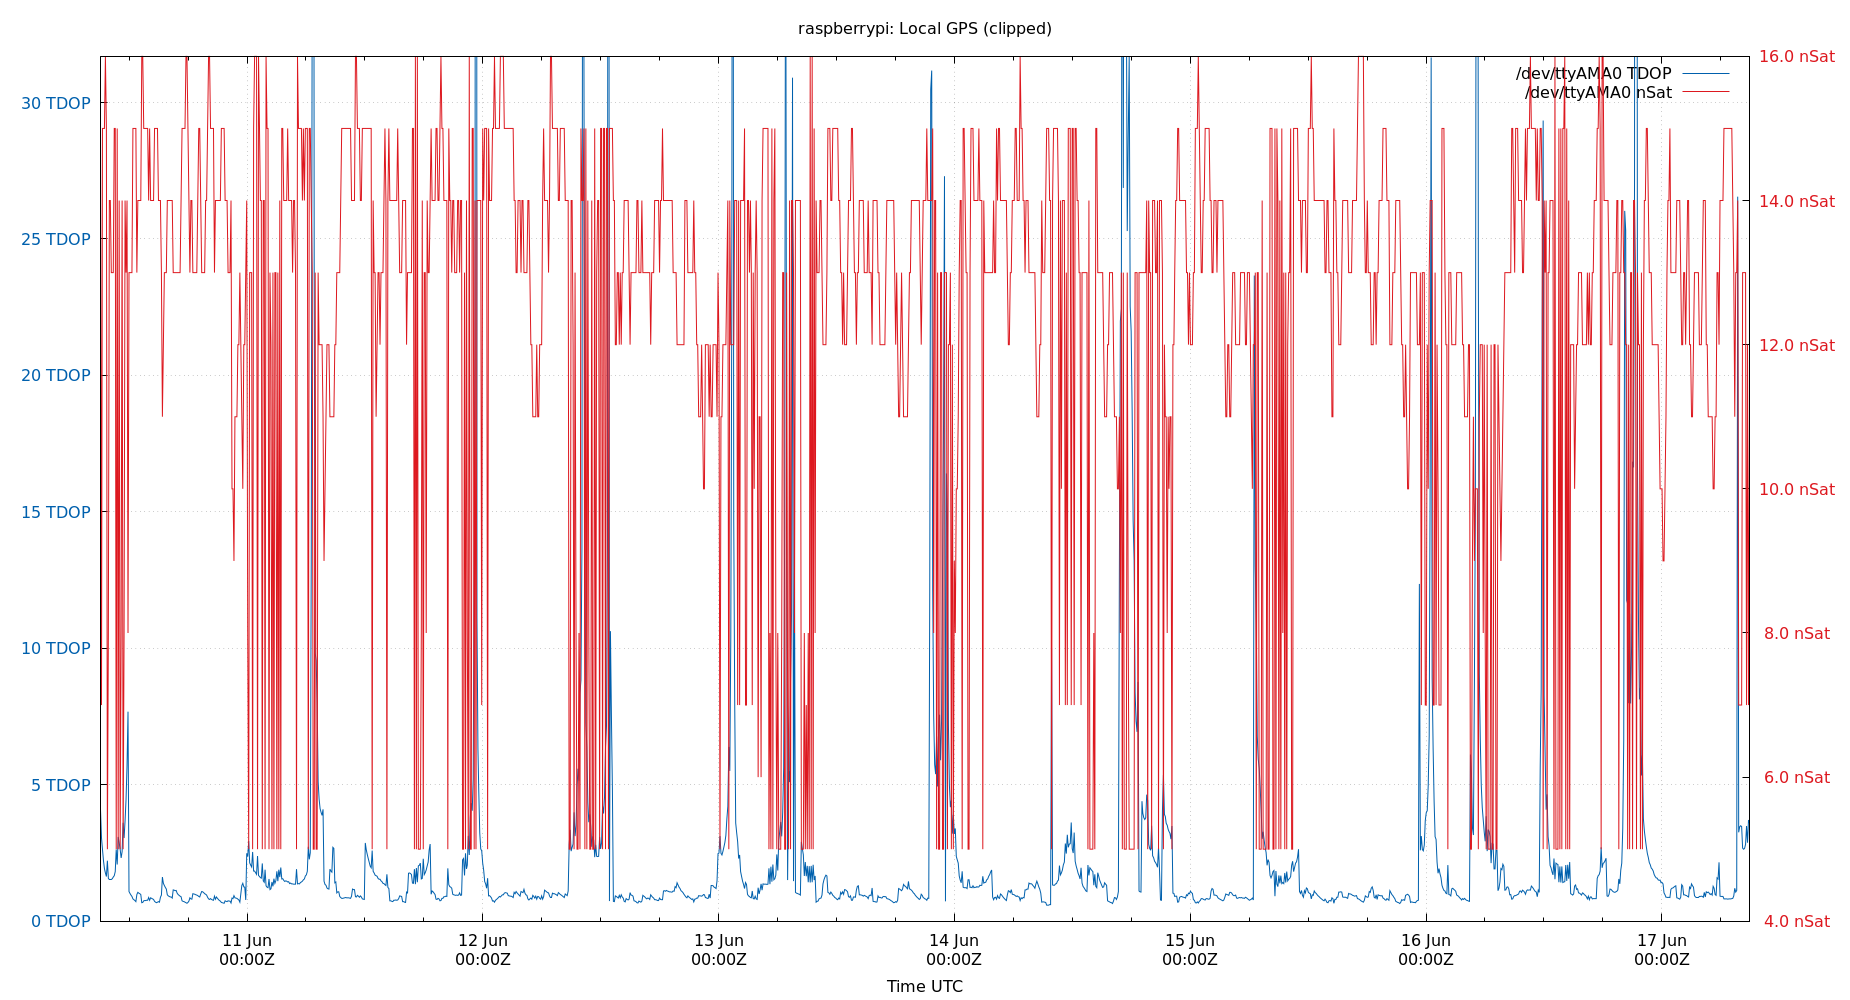 raspberrypi: Local GPS (clipped)
16.0 nSat
/dev/ttyAMA0 TDOP
/dev/ttyAMA0 nSat
30 TDOP
14.0 nSat
25 TDOP
12.0 nSat
20 TDOP
10.0 nSat
15 TDOP
8.0 nSat
10 TDOP
6.0 nSat
5 TDOP
0 TDOP
4.0 nSat
11 Jun 12 Jun 13 Jun 14 Jun 15 Jun 16 Jun 17 Jun
00:00Z 00:00Z 00:00Z 00:00Z 00:00Z 00:00Z 00:00Z
Time UTC